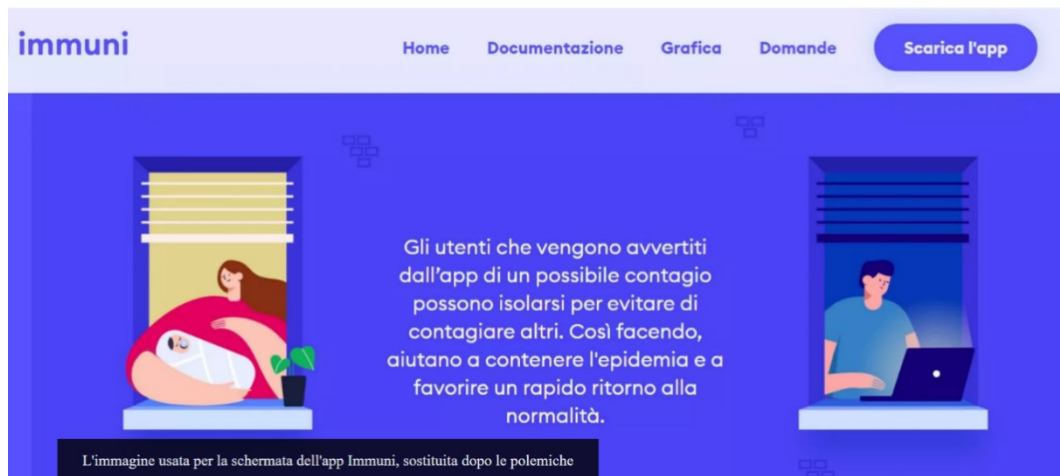 immuni
Home Documentazione Grafica Domande Scarica l'app
Gli utenti che vengono avvertiti
dall'app di un possibile contagio
possono isolarsi per evitare di
contagiare altri. Così facendo,
aiutano a contenere l'epidemia e a
favorire un rapido ritorno alla
normalità.
L'immagine usata per la schermata dell'app Immuni, sostituita dopo le polemiche